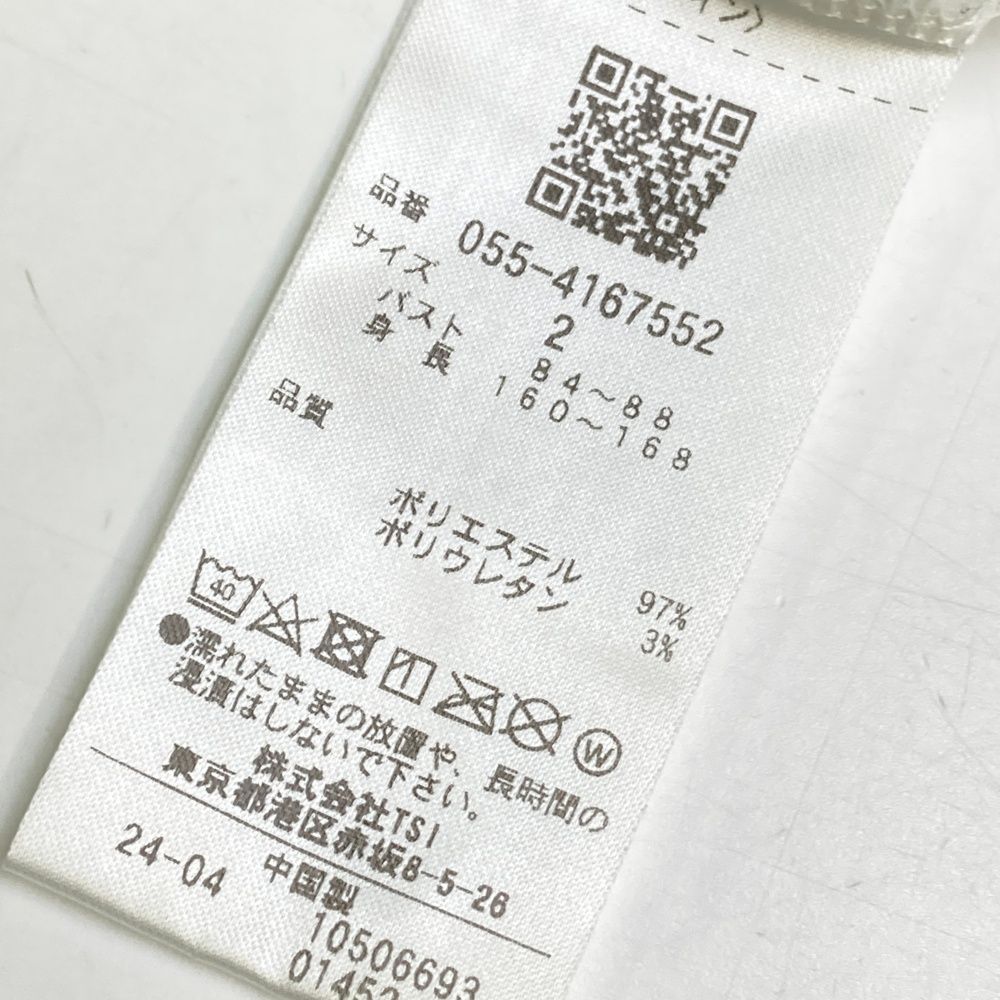 イン〉
品番 055-4167552
サイズ 2
バスト 84～88
身長 160～168
品質
ポリエステル 97%
ポリウレタン 3%
40
W
●濡れたままの放置や、長時間の
浸漬はしないで下さい。
株式会社TSI
東京都港区赤坂8-5-26
24-04 中国製
10506693
01452